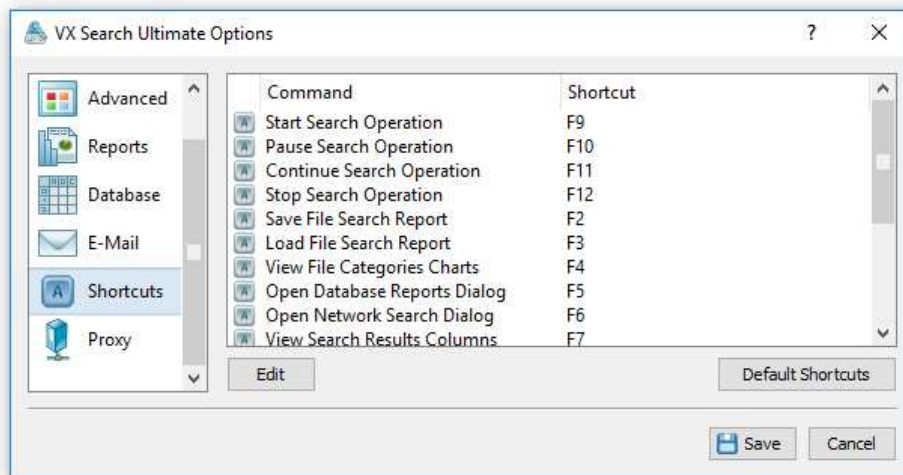 VX Search Ultimate Options
?
Advanced
Reports
Database
E-Mail
Shortcuts
Proxy
Command Shortcut
Start Search Operation F9
Pause Search Operation F10
Continue Search Operation F11
Stop Search Operation F12
Save File Search Report F2
Load File Search Report F3
View File Categories Charts F4
Open Database Reports Dialog F5
Open Network Search Dialog F6
View Search Results Columns F7
Edit
Default Shortcuts
Save
Cancel